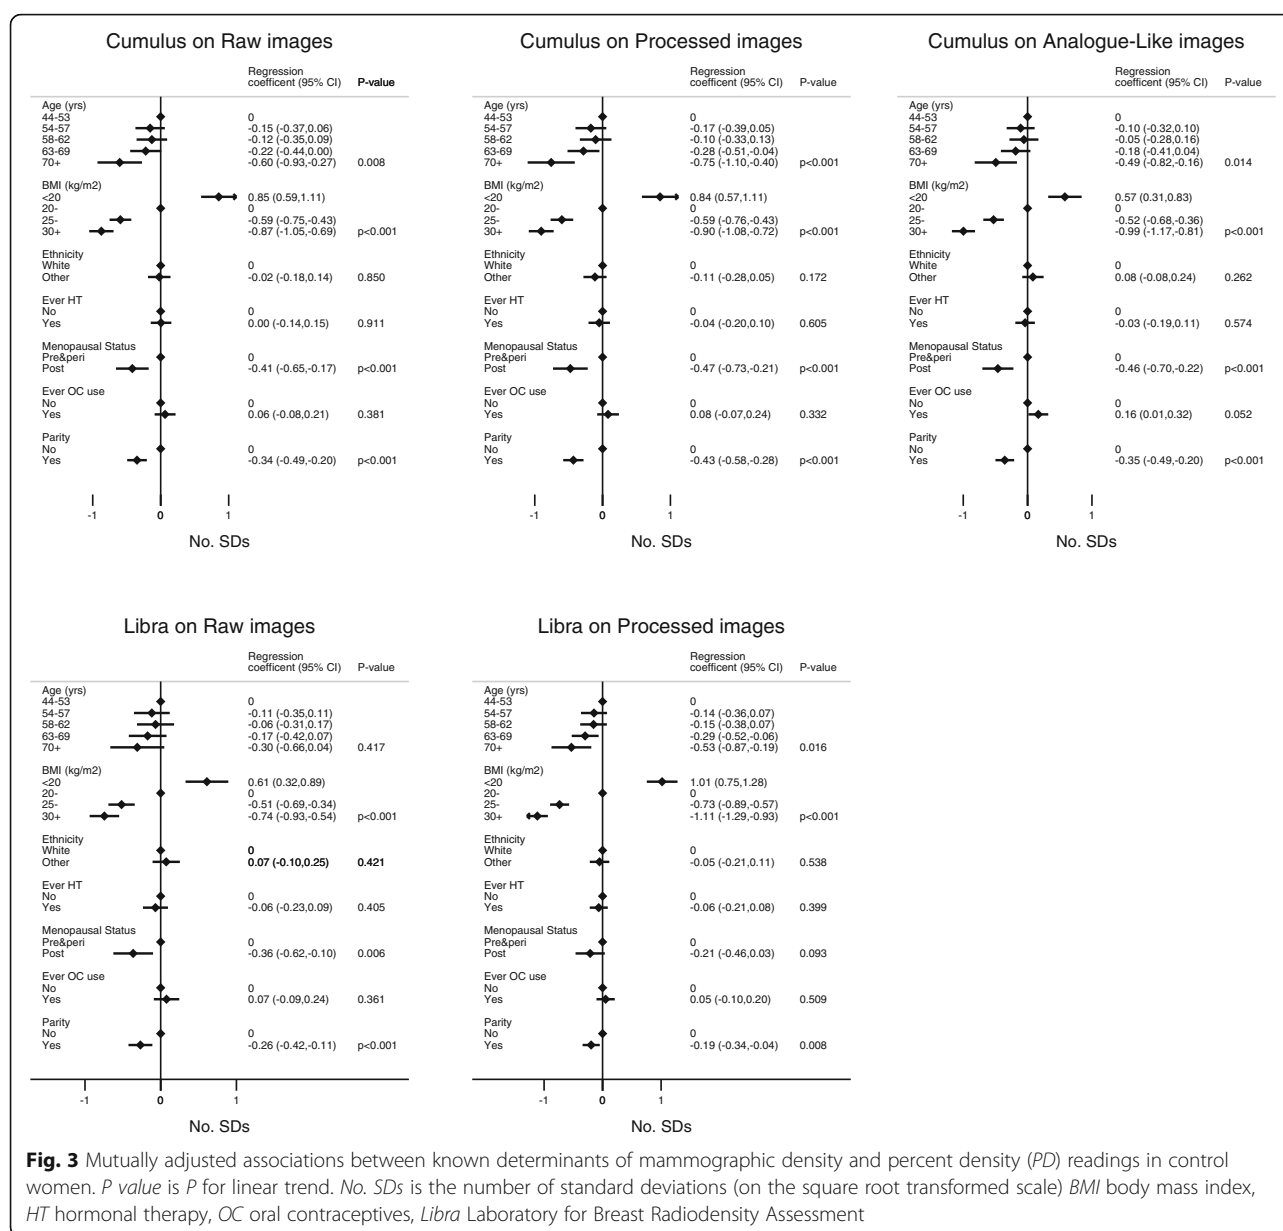 Cumulus on Raw images
Regression
coefficent (95% CI) P-value
Age (yrs)
44-53 0
54-57 -0.15 (-0.37,0.06)
58-62 -0.12 (-0.35,0.09)
63-69 -0.22 (-0.44,0.00)
70+ -0.60 (-0.93,-0.27) 0.008
BMI (kg/m2)
<20 0.85 (0.59,1.11)
20- 0
25- -0.59 (-0.75,-0.43)
30+ -0.87 (-1.05,-0.69) p<0.001
Ethnicity
White 0
Other -0.02 (-0.18,0.14) 0.850
Ever HT
No 0
Yes 0.00 (-0.14,0.15) 0.911
Menopausal Status
Pre&peri 0
Post -0.41 (-0.65,-0.17) p<0.001
Ever OC use
No 0
Yes 0.06 (-0.08,0.21) 0.381
Parity
No 0
Yes -0.34 (-0.49,-0.20) p<0.001
-1 0 1
No. SDs
Cumulus on Processed images
Regression
coefficent (95% CI) P-value
Age (yrs)
44-53 0
54-57 -0.17 (-0.39,0.05)
58-62 -0.10 (-0.33,0.13)
63-69 -0.28 (-0.51,-0.04)
70+ -0.75 (-1.10,-0.40) p<0.001
BMI (kg/m2)
<20 0.84 (0.57,1.11)
20- 0
25- -0.59 (-0.76,-0.43)
30+ -0.90 (-1.08,-0.72) p<0.001
Ethnicity
White 0
Other -0.11 (-0.28,0.05) 0.172
Ever HT
No 0
Yes -0.04 (-0.20,0.10) 0.605
Menopausal Status
Pre&peri 0
Post -0.47 (-0.73,-0.21) p<0.001
Ever OC use
No 0
Yes 0.08 (-0.07,0.24) 0.332
Parity
No 0
Yes -0.43 (-0.58,-0.28) p<0.001
-1 0 1
No. SDs
Cumulus on Analogue-Like images
Regression
coefficent (95% CI) P-value
Age (yrs)
44-53 0
54-57 -0.10 (-0.32,0.10)
58-62 -0.05 (-0.28,0.16)
63-69 -0.18 (-0.41,0.04)
70+ -0.49 (-0.82,-0.16) 0.014
BMI (kg/m2)
<20 0.57 (0.31,0.83)
20- 0
25- -0.52 (-0.68,-0.36)
30+ -0.99 (-1.17,-0.81) p<0.001
Ethnicity
White 0
Other 0.08 (-0.08,0.24) 0.262
Ever HT
No 0
Yes -0.03 (-0.19,0.11) 0.574
Menopausal Status
Pre&peri 0
Post -0.46 (-0.70,-0.22) p<0.001
Ever OC use
No 0
Yes 0.16 (0.01,0.32) 0.052
Parity
No 0
Yes -0.35 (-0.49,-0.20) p<0.001
-1 0 1
No. SDs
Libra on Raw images
Regression
coefficent (95% CI) P-value
Age (yrs)
44-53 0
54-57 -0.11 (-0.35,0.11)
58-62 -0.06 (-0.31,0.17)
63-69 -0.17 (-0.42,0.07)
70+ -0.30 (-0.66,0.04) 0.417
BMI (kg/m2)
<20 0.61 (0.32,0.89)
20- 0
25- -0.51 (-0.69,-0.34)
30+ -0.74 (-0.93,-0.54) p<0.001
Ethnicity
White 0
Other 0.07 (-0.10,0.25) 0.421
Ever HT
No 0
Yes -0.06 (-0.23,0.09) 0.405
Menopausal Status
Pre&peri 0
Post -0.36 (-0.62,-0.10) 0.006
Ever OC use
No 0
Yes 0.07 (-0.09,0.24) 0.361
Parity
No 0
Yes -0.26 (-0.42,-0.11) p<0.001
-1 0 1
No. SDs
Libra on Processed images
Regression
coefficent (95% CI) P-value
Age (yrs)
44-53 0
54-57 -0.14 (-0.36,0.07)
58-62 -0.15 (-0.38,0.07)
63-69 -0.29 (-0.52,-0.06)
70+ -0.53 (-0.87,-0.19) 0.016
BMI (kg/m2)
<20 1.01 (0.75,1.28)
20- 0
25- -0.73 (-0.89,-0.57)
30+ -1.11 (-1.29,-0.93) p<0.001
Ethnicity
White 0
Other -0.05 (-0.21,0.11) 0.538
Ever HT
No 0
Yes -0.06 (-0.21,0.08) 0.399
Menopausal Status
Pre&peri 0
Post -0.21 (-0.46,0.03) 0.093
Ever OC use
No 0
Yes 0.05 (-0.10,0.20) 0.509
Parity
No 0
Yes -0.19 (-0.34,-0.04) 0.008
-1 0 1
No. SDs
Fig. 3 Mutually adjusted associations between known determinants of mammographic density and percent density (PD) readings in control
women. P value is P for linear trend. No. SDs is the number of standard deviations (on the square root transformed scale) BMI body mass index,
HT hormonal therapy, OC oral contraceptives, Libra Laboratory for Breast Radiodensity Assessment